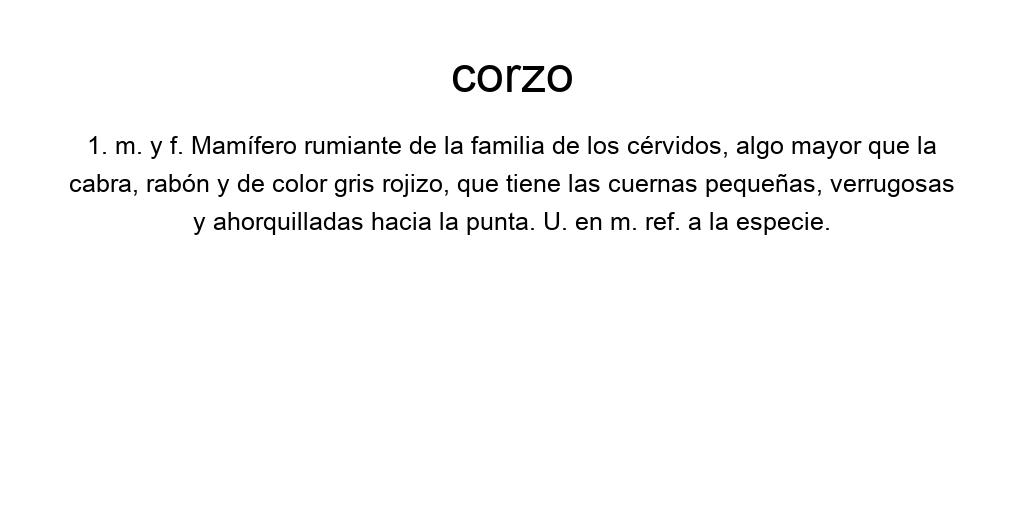 corzo
1. m. y f. Mamífero rumiante de la familia de los cérvidos, algo mayor que la
cabra, rabón y de color gris rojizo, que tiene las cuernas pequeñas, verrugosas
y ahorquilladas hacia la punta. U. en m. ref. a la especie.